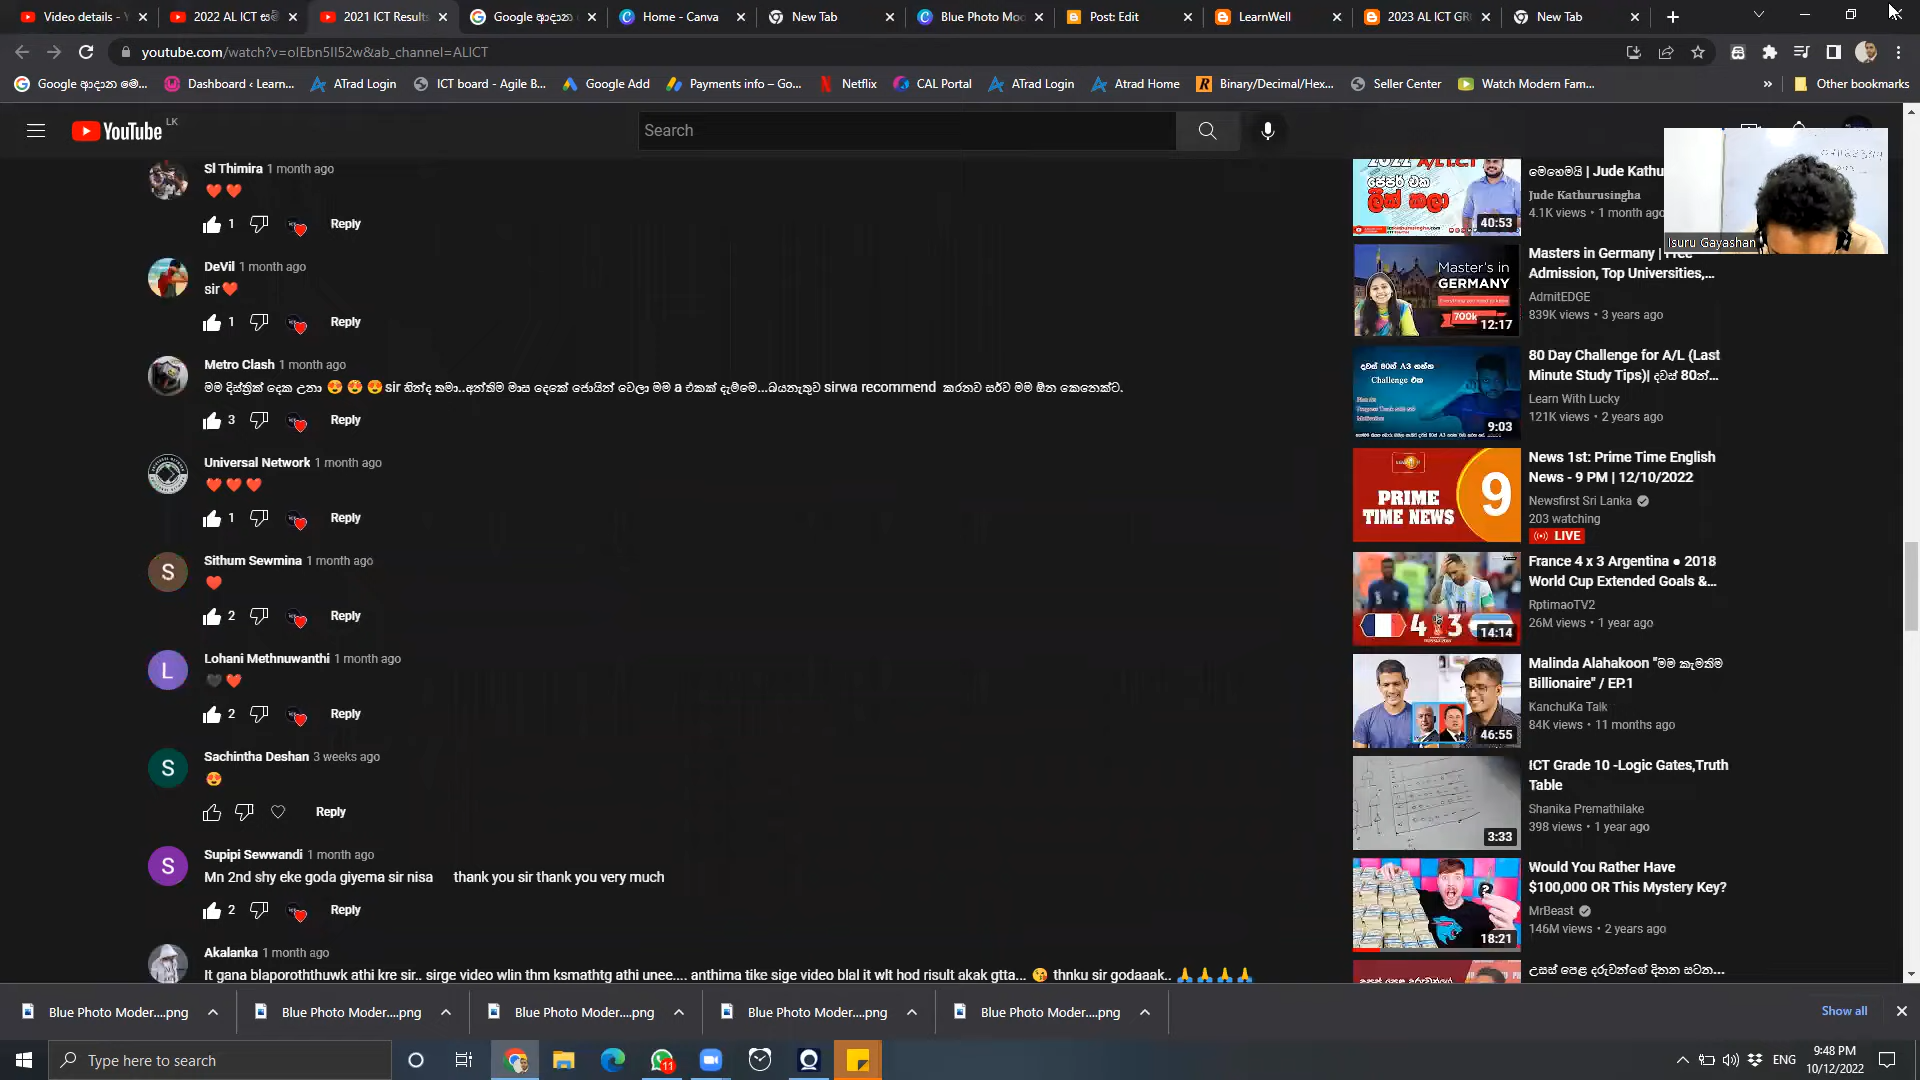 Video details - Y
2022 AL ICT සම්
2021 ICT Results
Google ආදාන
Home - Canva
New Tab
Blue Photo Mod
Post: Edit
LearnWell
2023 AL ICT GR
New Tab
youtube.com/watch?v=olEbn5II52w&ab_channel=ALICT
Google ආදාන මෙ...
Dashboard ‹ Learn...
ATrad Login
ICT board - Agile B...
Google Add
Payments info – Go...
Netflix
CAL Portal
ATrad Login
Atrad Home
Binary/Decimal/Hex...
Seller Center
Watch Modern Fam...
»
Other bookmarks
YouTube LK
Search
Sl Thimira 1 month ago
❤️❤️
1 Reply
DeVil 1 month ago
sir❤️
1 Reply
Metro Clash 1 month ago
මම දිස්ත්‍රික් දෙක උනා 😍 😍 😍 sir හින්ද තමා..අන්තිම මාස දෙකේ ජොයින් වෙලා මම a එකක් දැම්මෙ...බයනැතුව sirwa recommend කරනව සර්ව මම ඕන කෙනෙක්ට.
3 Reply
Universal Network 1 month ago
❤️❤️❤️
1 Reply
Sithum Sewmina 1 month ago
❤️
2 Reply
Lohani Methnuwanthi 1 month ago
🖤❤️
2 Reply
Sachintha Deshan 3 weeks ago
😍
Reply
Supipi Sewwandi 1 month ago
Mn 2nd shy eke goda giyema sir nisa thank you sir thank you very much
2 Reply
Akalanka 1 month ago
It gana blaporoththuwk athi kre sir.. sirge video wlin thm ksmathtg athi unee.... anthima tike sige video blal it wlt hod risult akak gtta... 😘 thnku sir godaaak.. 🙏🙏🙏🙏
2022 A/L I.C.T
පේපර් එක
ලීක් කලා
40:53
මෙහෙමයි | Jude Kathu
Jude Kathurusingha
4.1K views • 1 month ago
Isuru Gayashan
Master's in
GERMANY
700k
12:17
Masters in Germany | Free
Admission, Top Universities,...
AdmitEDGE
839K views • 3 years ago
Challenge එක
9:03
80 Day Challenge for A/L (Last
Minute Study Tips)| දවස් 80න්...
Learn With Lucky
121K views • 2 years ago
PRIME
TIME NEWS
9
News 1st: Prime Time English
News - 9 PM | 12/10/2022
Newsfirst Sri Lanka
203 watching
LIVE
4 3
14:14
France 4 x 3 Argentina ● 2018
World Cup Extended Goals &...
RptimaoTV2
26M views • 1 year ago
46:55
Malinda Alahakoon "මම කැමතිම
Billionaire" / EP.1
KanchuKa Talk
84K views • 11 months ago
3:33
ICT Grade 10 -Logic Gates,Truth
Table
Shanika Premathilake
398 views • 1 year ago
?
18:21
Would You Rather Have
$100,000 OR This Mystery Key?
MrBeast
146M views • 2 years ago
උසස් පෙළ දරුවන්ගේ දිනන සටන...
Blue Photo Moder....png
Blue Photo Moder....png
Blue Photo Moder....png
Blue Photo Moder....png
Blue Photo Moder....png
Show all
Type here to search
11
ENG
9:48 PM
10/12/2022